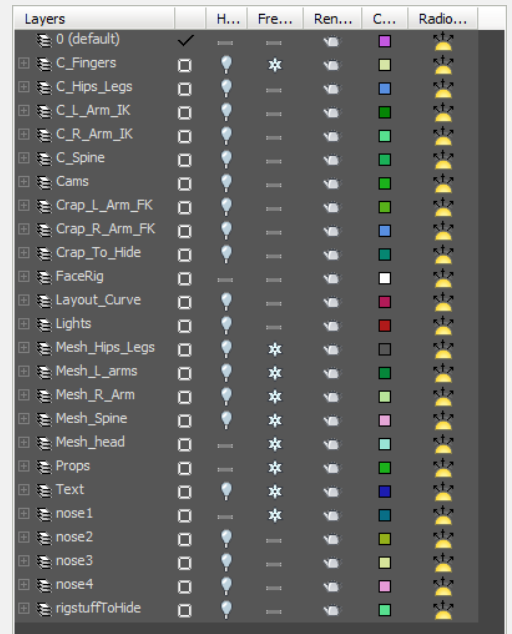 Layers H... Fre... Ren... C... Radio...
0 (default)
C_Fingers
C_Hips_Legs
C_L_Arm_IK
C_R_Arm_IK
C_Spine
Cams
Crap_L_Arm_FK
Crap_R_Arm_FK
Crap_To_Hide
FaceRig
Layout_Curve
Lights
Mesh_Hips_Legs
Mesh_L_arms
Mesh_R_Arm
Mesh_Spine
Mesh_head
Props
Text
nose1
nose2
nose3
nose4
rigstuffToHide